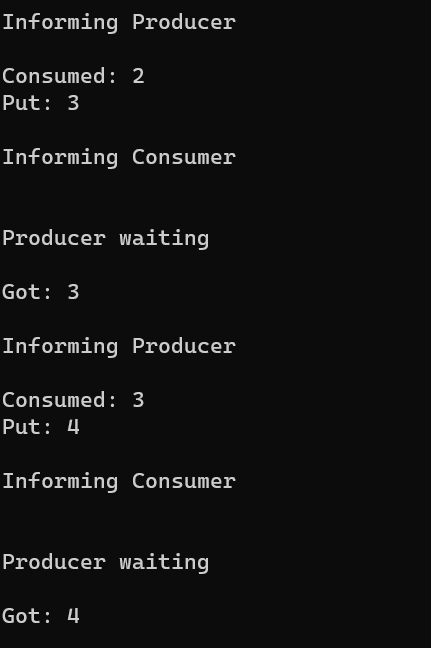 Informing Producer
Consumed: 2
Put: 3
Informing Consumer
Producer waiting
Got: 3
Informing Producer
Consumed: 3
Put: 4
Informing Consumer
Producer waiting
Got: 4